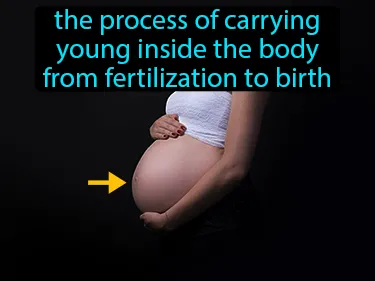 the process of carrying
young inside the body
from fertilization to birth